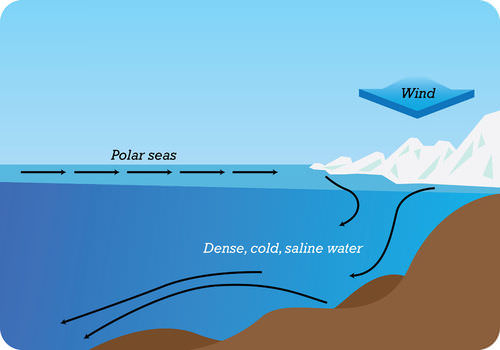 Wind
Polar seas
Dense, cold, saline water